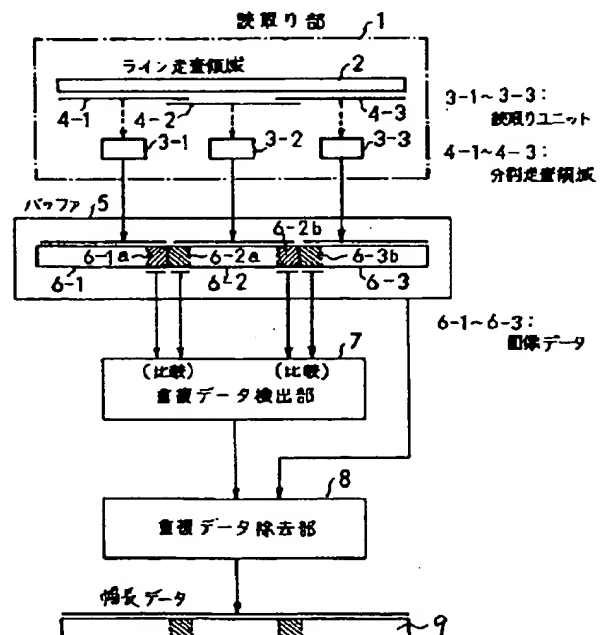 読取り部 1
ライン走査領域 2
4-1 4-2 4-3
3-1 3-2 3-3
3-1~3-3:
読取りユニット
4-1~4-3:
分割走査領域
バッファ 5
6-2b
6-1a 6-2a 6-3b
6-1 6-2 6-3
6-1~6-3:
画像データ
7
(比較) (比較)
重複データ検出部
8
重複データ除去部
幅長データ
9